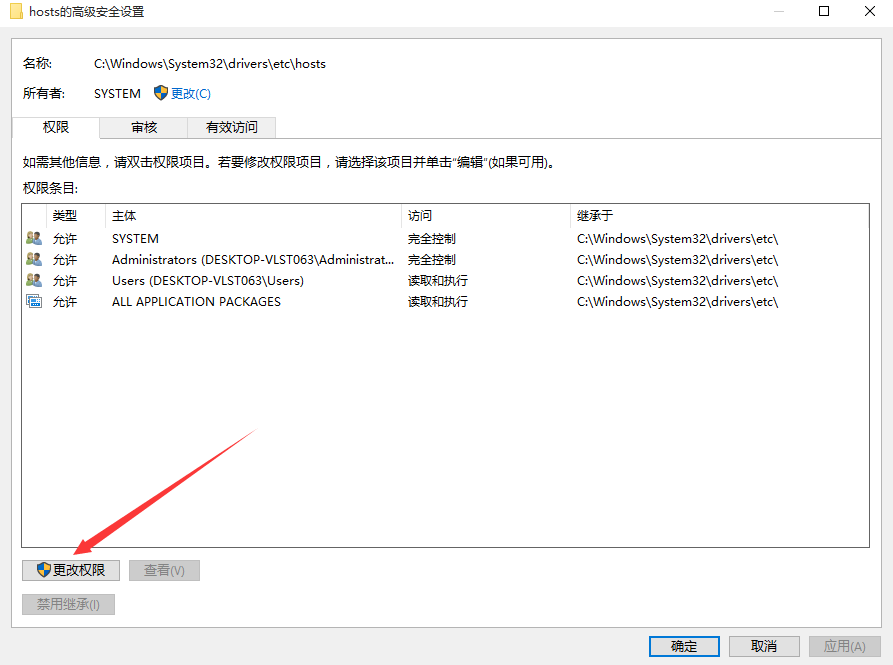 hosts的高级安全设置
名称: C:\Windows\System32\drivers\etc\hosts
所有者: SYSTEM 更改(C)
权限 审核 有效访问
如需其他信息，请双击权限项目。若要修改权限项目，请选择该项目并单击"编辑"(如果可用)。
权限条目:
类型 主体 访问 继承于
允许 SYSTEM 完全控制 C:\Windows\System32\drivers\etc\
允许 Administrators (DESKTOP-VLST063\Administrat... 完全控制 C:\Windows\System32\drivers\etc\
允许 Users (DESKTOP-VLST063\Users) 读取和执行 C:\Windows\System32\drivers\etc\
允许 ALL APPLICATION PACKAGES 读取和执行 C:\Windows\System32\drivers\etc\
更改权限 查看(V)
禁用继承(I)
确定 取消 应用(A)